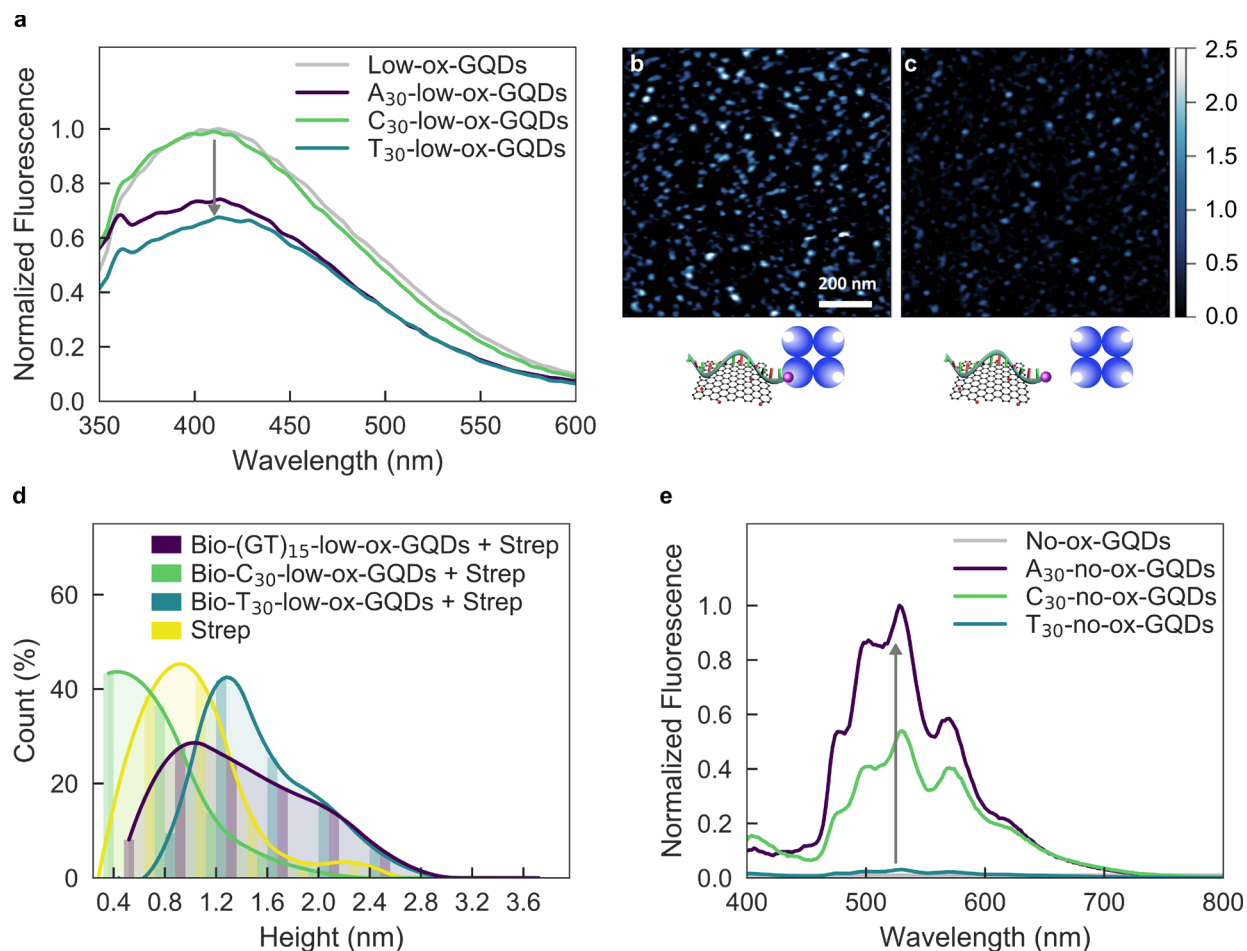 a
Normalized Fluorescence
1.0
0.8
0.6
0.4
0.2
0.0
350
400
450
500
550
600
Wavelength (nm)
Low-ox-GQDs
A₃₀-low-ox-GQDs
C₃₀-low-ox-GQDs
T₃₀-low-ox-GQDs
b
200 nm
c
2.5
2.0
1.5
1.0
0.5
0.0
d
Count (%)
60
40
20
0
0.4
0.8
1.2
1.6
2.0
2.4
2.8
3.2
3.6
Height (nm)
Bio-(GT)₁₅-low-ox-GQDs + Strep
Bio-C₃₀-low-ox-GQDs + Strep
Bio-T₃₀-low-ox-GQDs + Strep
Strep
e
Normalized Fluorescence
1.0
0.8
0.6
0.4
0.2
0.0
400
500
600
700
800
Wavelength (nm)
No-ox-GQDs
A₃₀-no-ox-GQDs
C₃₀-no-ox-GQDs
T₃₀-no-ox-GQDs